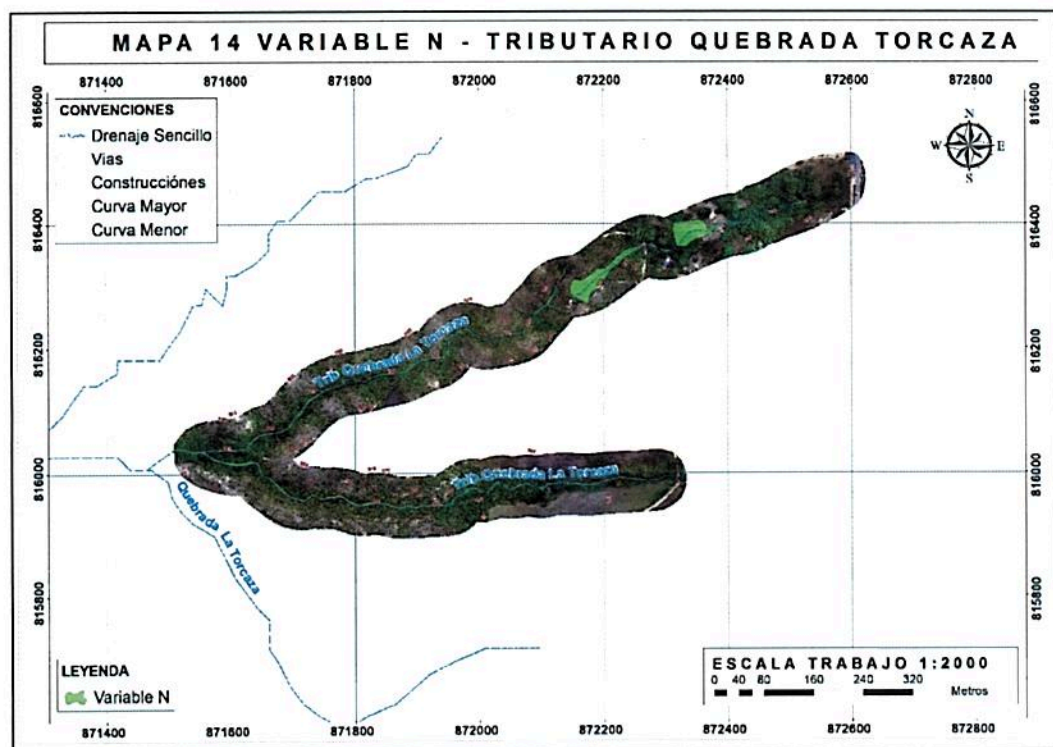 MAPA 14 VARIABLE N - TRIBUTARIO QUEBRADA TORCAZA
871400 871600 871800 872000 872200 872400 872600 872800
816600 816600
CONVENCIONES
Drenaje Sencillo
Vias
Construcciónes
Curva Mayor
Curva Menor
N
W E
S
816400 816400
816200 816200
Trib Quebrada La Torcaza
816000 816000
Trib Quebrada La Torcaza
Quebrada La Torcaza
815800 815800
LEYENDA
Variable N
ESCALA TRABAJO 1:2000
0 40 80 160 240 320
Metros
871400 871600 871800 872000 872200 872400 872600 872800